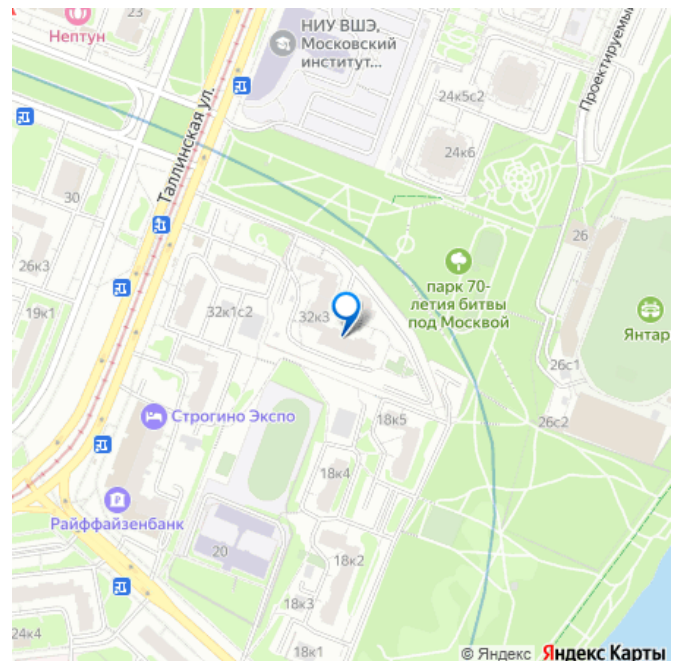 23
Нептун
НИУ ВШЭ,
Московский
институт...
Проектируемый
24к5с2
24к6
Таллинская ул.
30
26
26к3
парк 70-
летия битвы
под Москвой
19к1
32к1с2
32к3
Янтар
26с1
Строгино Экспо
18к5
26с2
18к4
Райффайзенбанк
20
18к2
18к3
24к4
18к1
© Яндекс Яндекс Карты